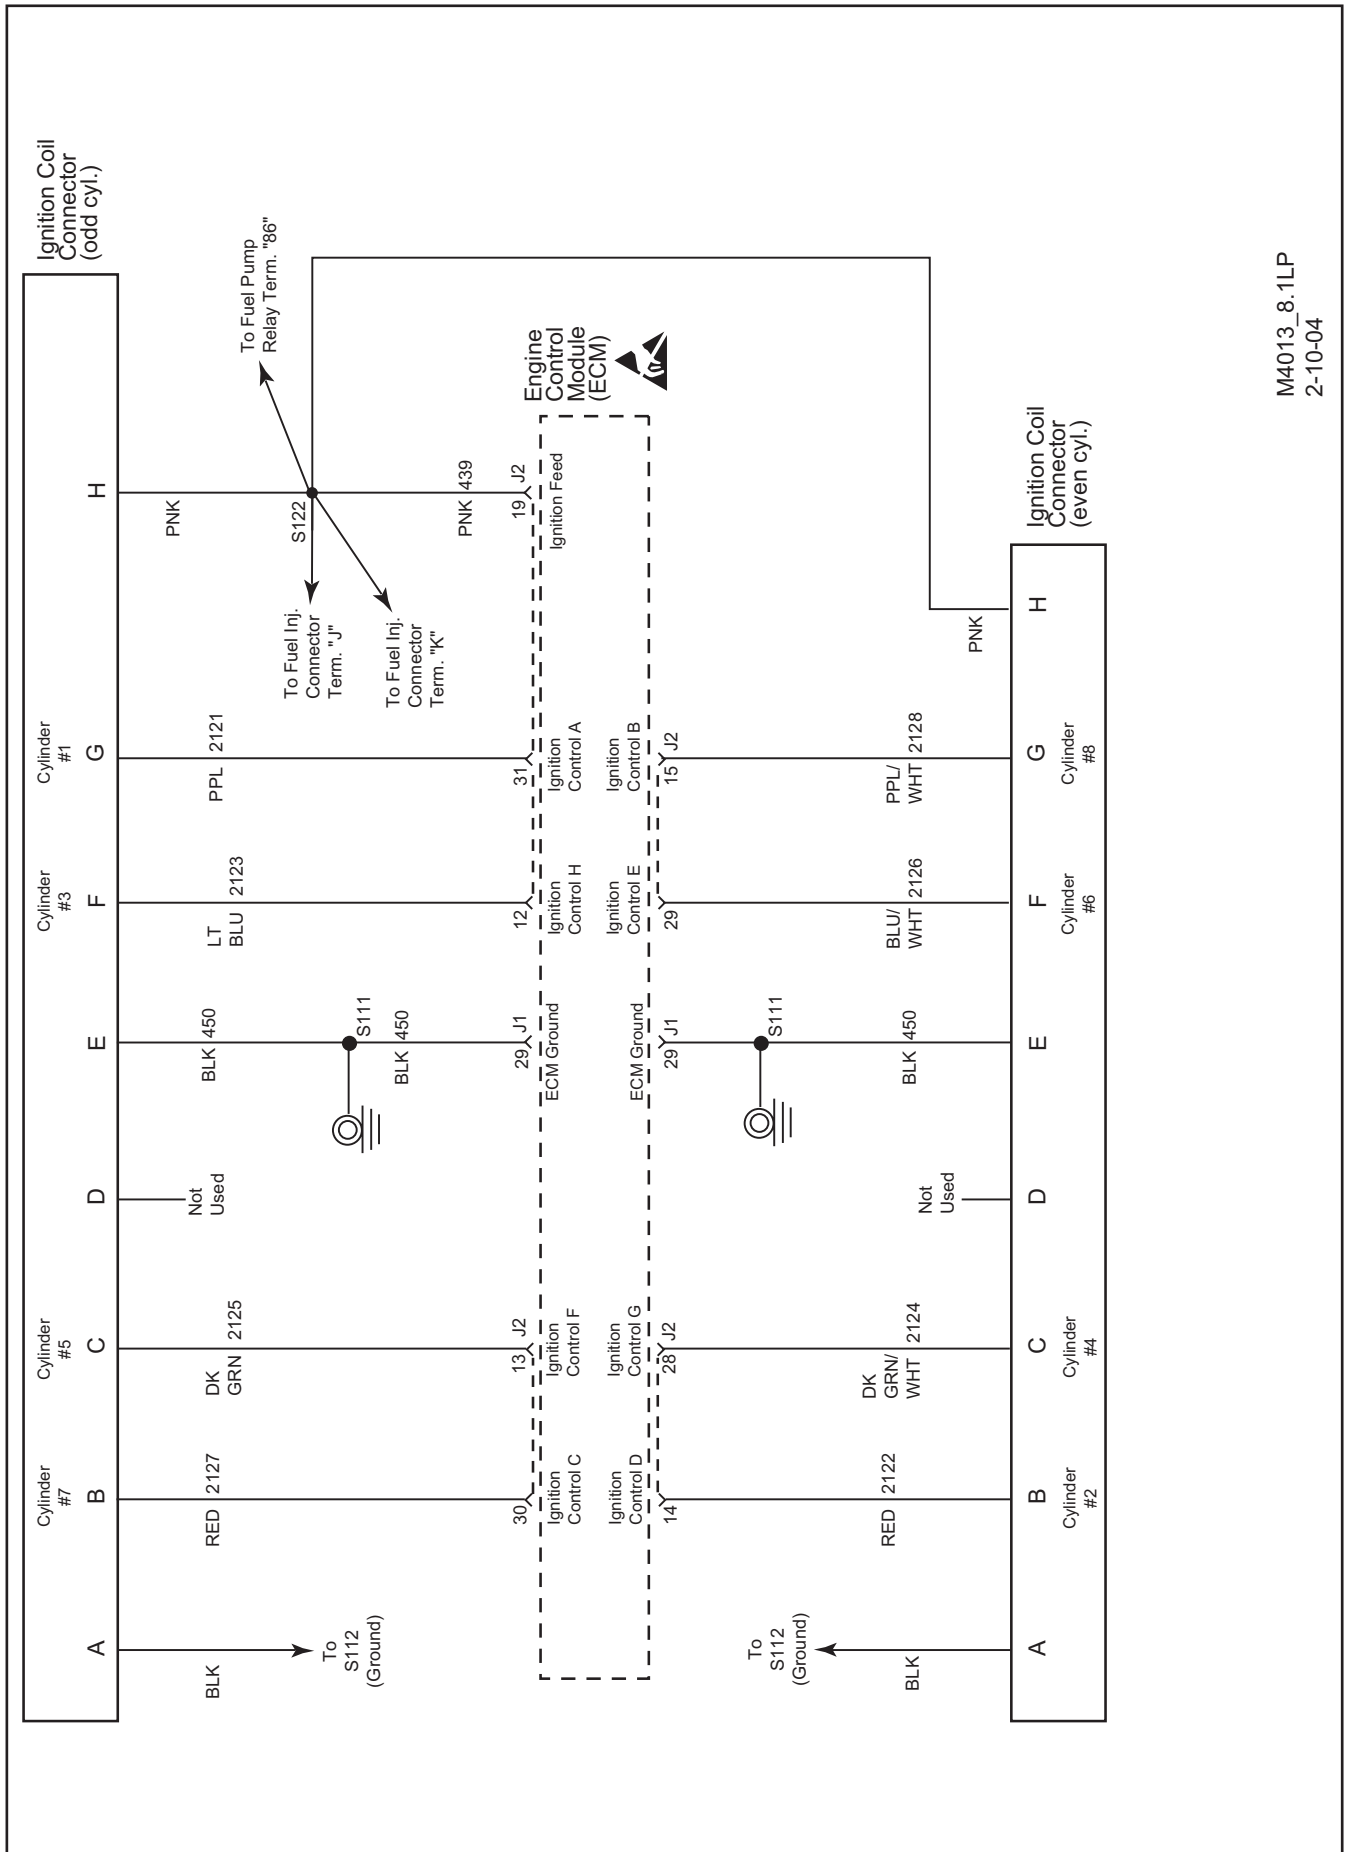 Ignition Coil
Connector
(odd cyl.)
Cylinder
#7
Cylinder
#5
Cylinder
#3
Cylinder
#1
A
B
C
D
E
F
G
H
BLK
RED 2127
DK
GRN 2125
Not
Used
BLK 450
LT
BLU 2123
PPL 2121
PNK
To
S112
(Ground)
S111
BLK 450
S122
PNK 439
To Fuel Pump
Relay Term. "86"
To Fuel Inj.
Connector
Term. "J"
To Fuel Inj.
Connector
Term. "K"
30
13 J2
29 J1
12
31
19 J2
Engine
Control
Module
(ECM)
Ignition
Control C
Ignition
Control F
ECM Ground
Ignition
Control H
Ignition
Control A
Ignition Feed
Ignition
Control D
Ignition
Control G
ECM Ground
Ignition
Control E
Ignition
Control B
14
28 J2
29 J1
29
15 J2
To
S112
(Ground)
S111
BLK
RED 2122
DK
GRN/
WHT 2124
Not
Used
BLK 450
BLU/
WHT 2126
PPL/
WHT 2128
PNK
A
B
C
D
E
F
G
H
Cylinder
#2
Cylinder
#4
Cylinder
#6
Cylinder
#8
Ignition Coil
Connector
(even cyl.)
M4013_8.1LP
2-10-04